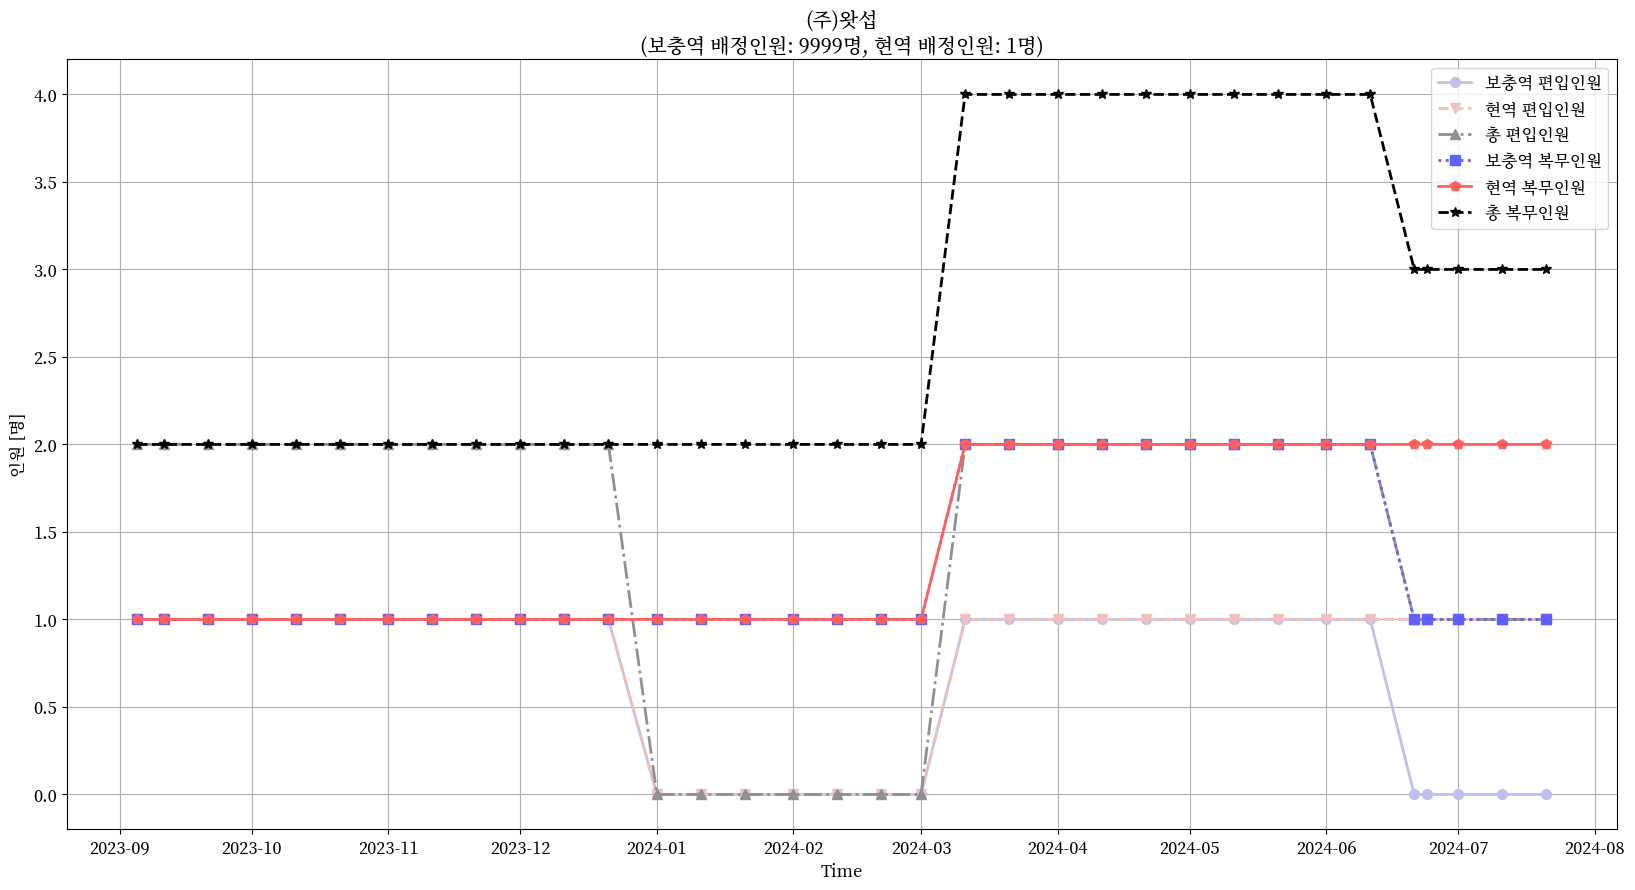 (주)왓섭
(보충역 배정인원: 9999명, 현역 배정인원: 1명)
보충역 편입인원
현역 편입인원
총 편입인원
보충역 복무인원
현역 복무인원
총 복무인원
인원 [명]
4.0
3.5
3.0
2.5
2.0
1.5
1.0
0.5
0.0
2023-09 2023-10 2023-11 2023-12 2024-01 2024-02 2024-03 2024-04 2024-05 2024-06 2024-07 2024-08
Time